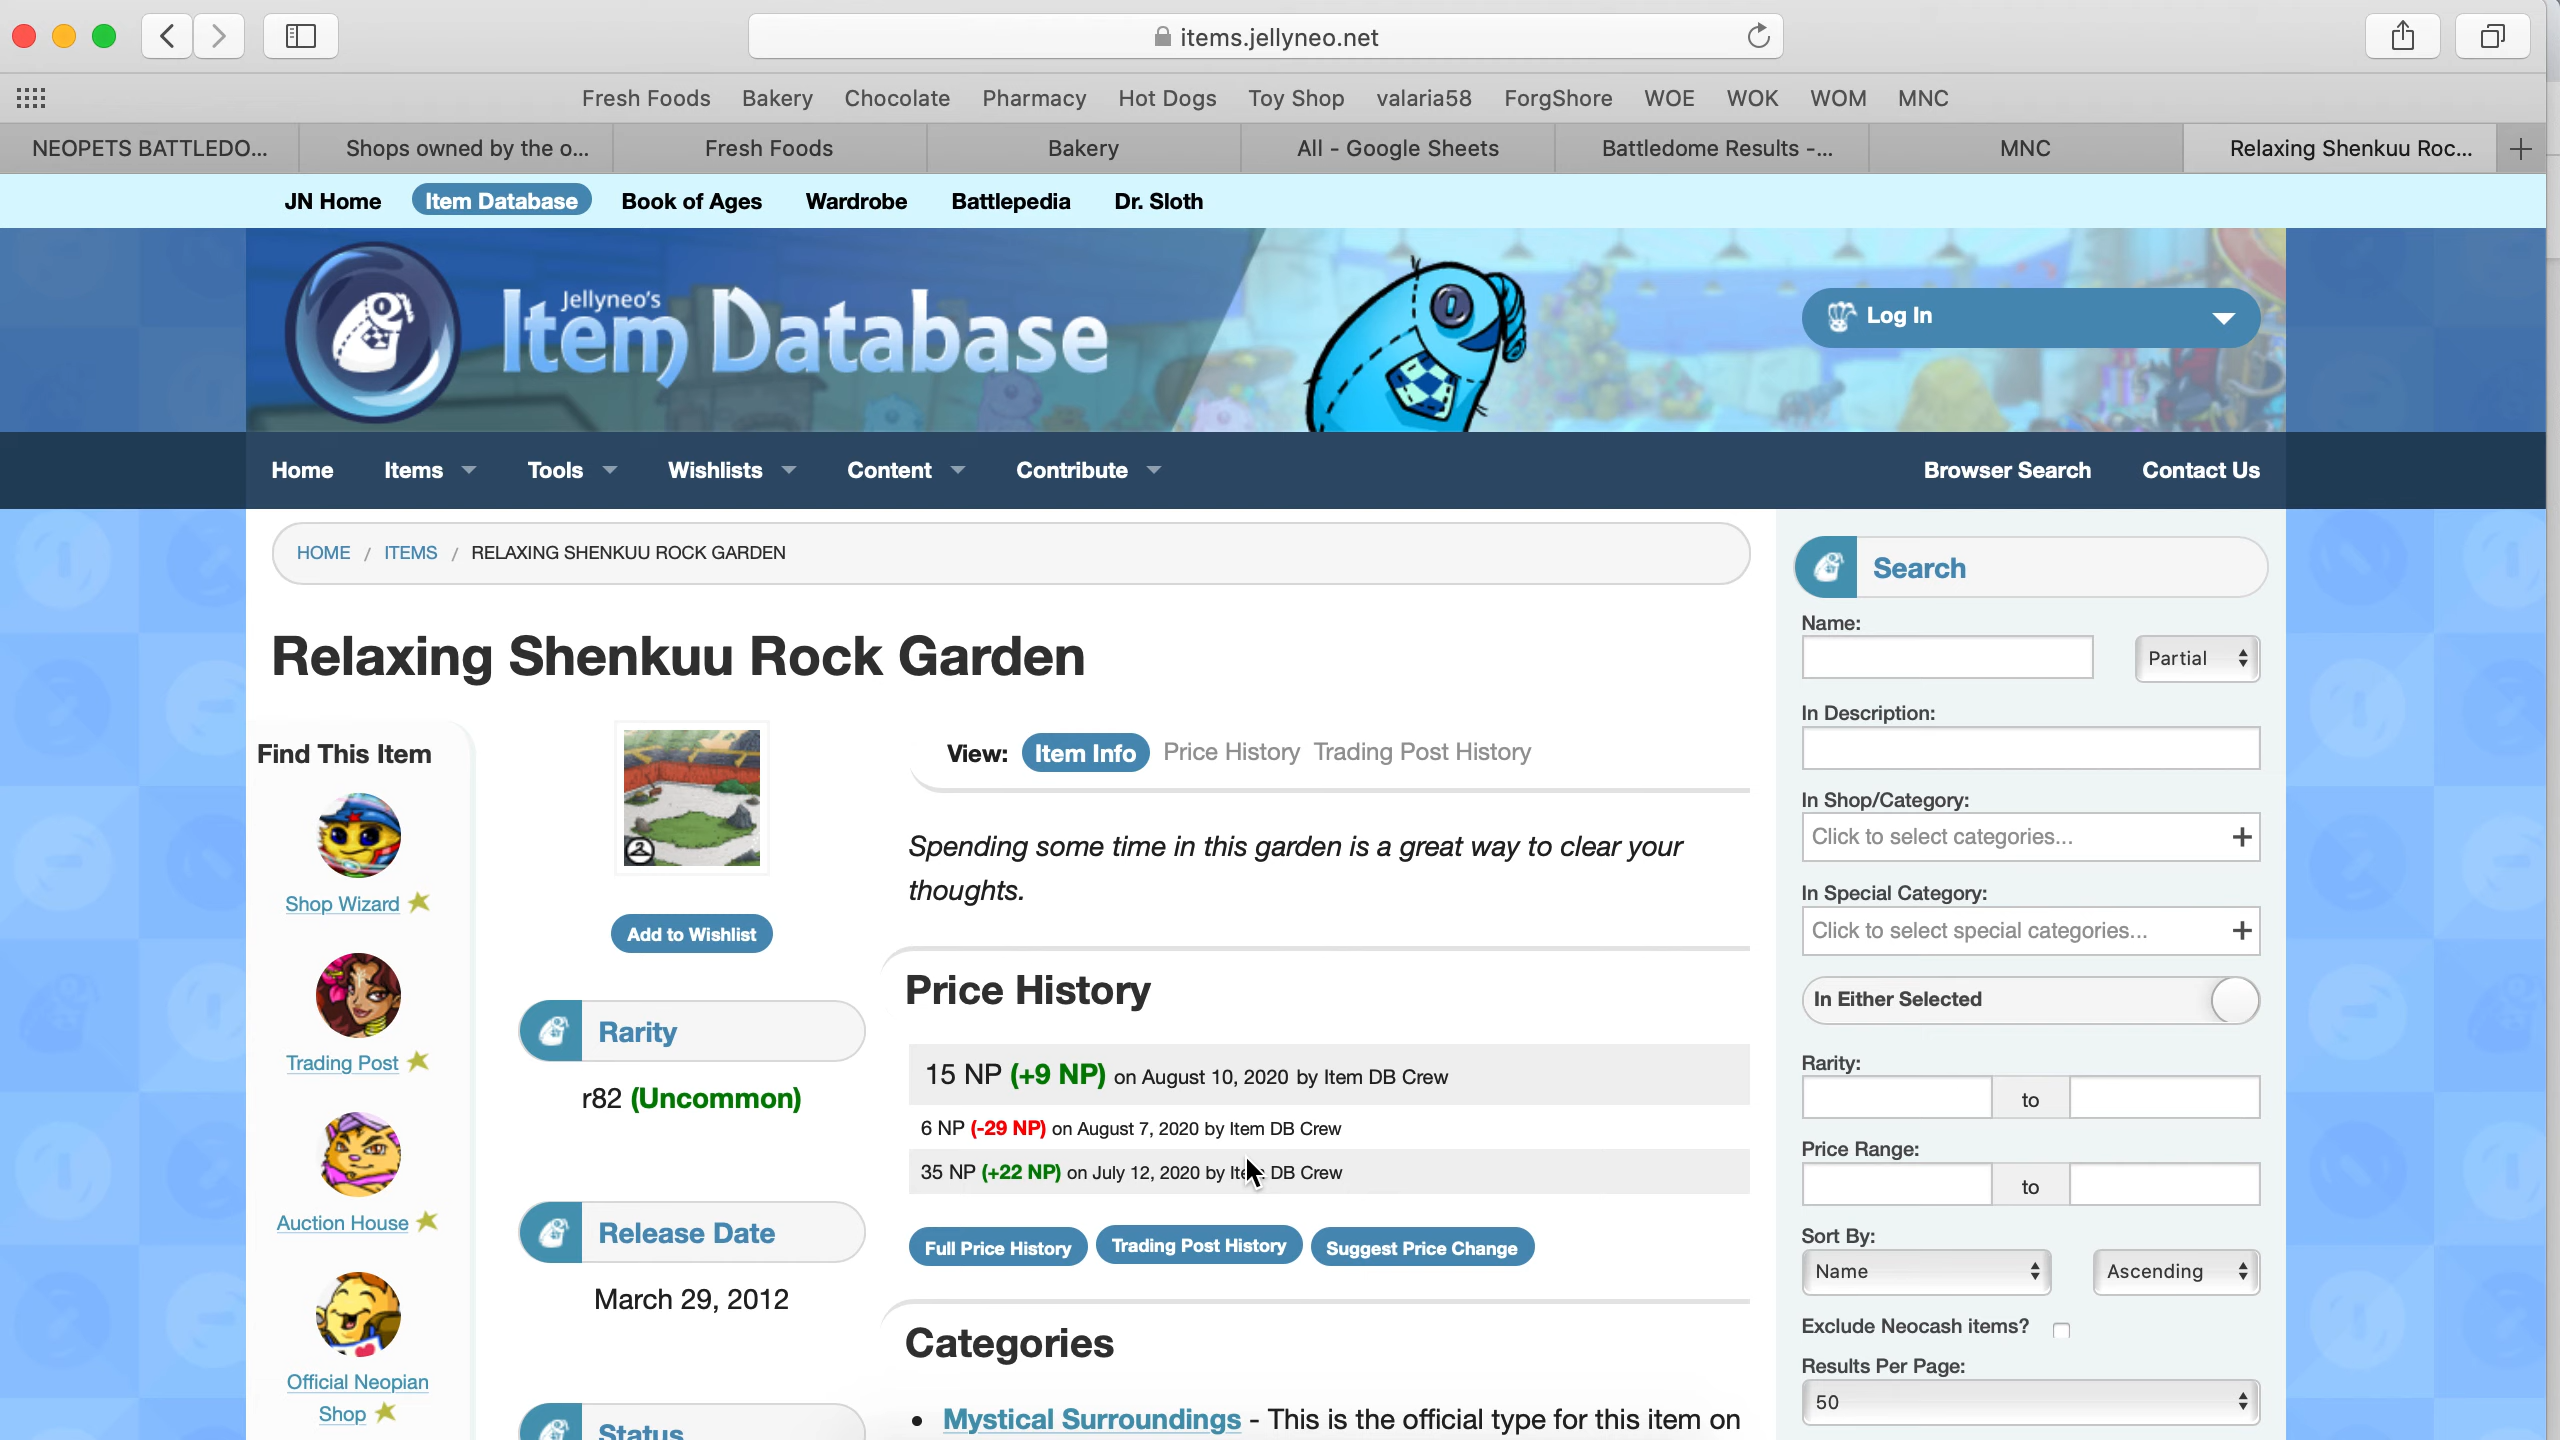 items.jellyneo.net
Fresh Foods Bakery Chocolate Pharmacy Hot Dogs Toy Shop valaria58 ForgShore WOE WOK WOM MNC
NEOPETS BATTLEDO... Shops owned by the o... Fresh Foods Bakery All - Google Sheets Battledome Results -... MNC Relaxing Shenkuu Roc...
JN Home Item Database Book of Ages Wardrobe Battlepedia Dr. Sloth
Jellyneo's
Item Database
Log In
Home Items Tools Wishlists Content Contribute Browser Search Contact Us
HOME / ITEMS / RELAXING SHENKUU ROCK GARDEN
Relaxing Shenkuu Rock Garden
Find This Item
Shop Wizard
Trading Post
Auction House
Official Neopian
Shop
Add to Wishlist
Rarity
r82 (Uncommon)
Release Date
March 29, 2012
Status
View: Item Info Price History Trading Post History
Spending some time in this garden is a great way to clear your
thoughts.
Price History
15 NP (+9 NP) on August 10, 2020 by Item DB Crew
6 NP (-29 NP) on August 7, 2020 by Item DB Crew
35 NP (+22 NP) on July 12, 2020 by Item DB Crew
Full Price History Trading Post History Suggest Price Change
Categories
• Mystical Surroundings - This is the official type for this item on
Search
Name:
Partial
In Description:
In Shop/Category:
Click to select categories... +
In Special Category:
Click to select special categories... +
In Either Selected
Rarity:
to
Price Range:
to
Sort By:
Name Ascending
Exclude Neocash items?
Results Per Page:
50